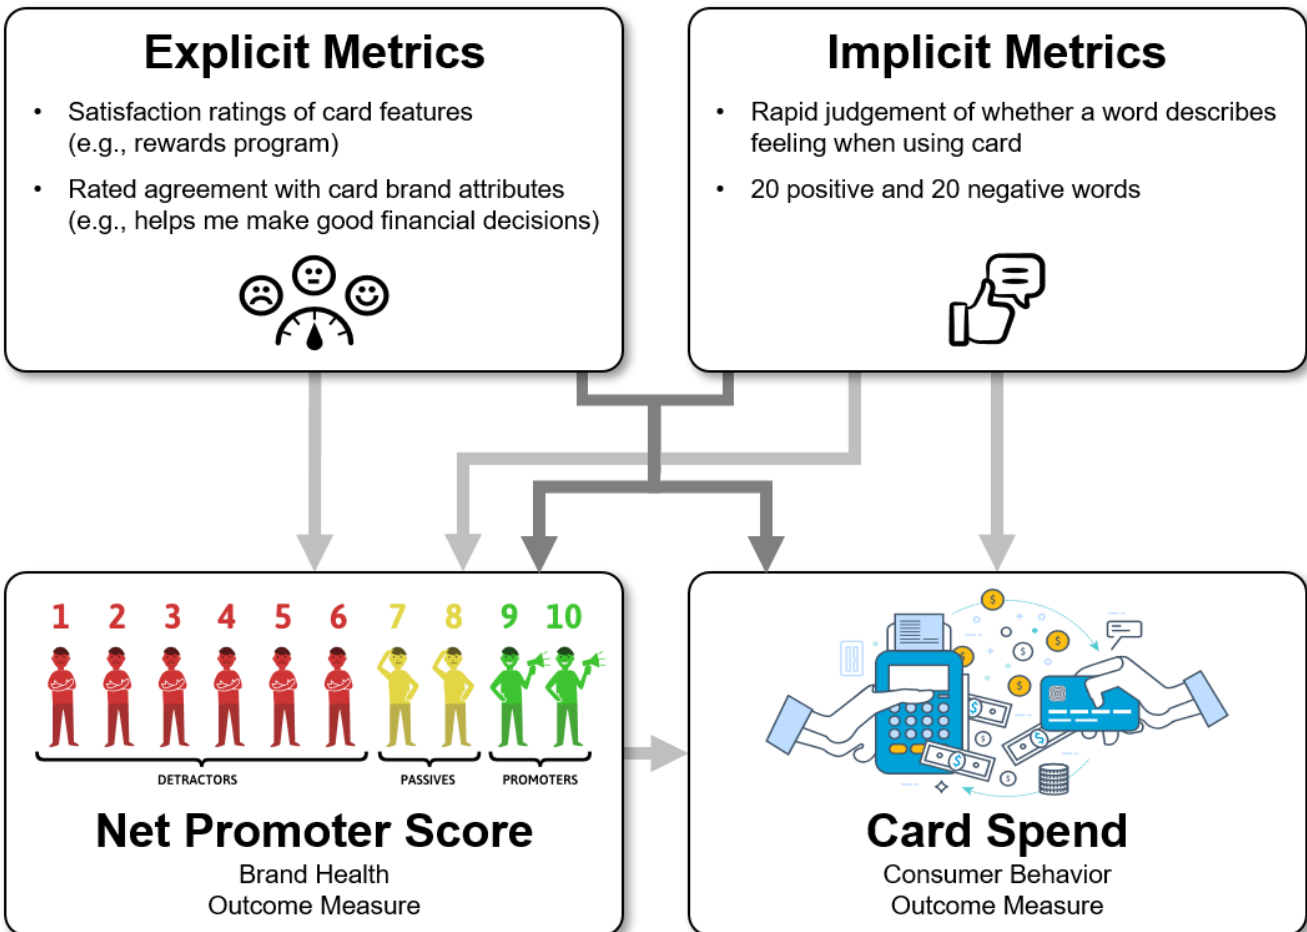 Explicit Metrics
• Satisfaction ratings of card features
(e.g., rewards program)
• Rated agreement with card brand attributes
(e.g., helps me make good financial decisions)
Implicit Metrics
• Rapid judgement of whether a word describes
feeling when using card
• 20 positive and 20 negative words
1 2 3 4 5 6 7 8 9 10
DETRACTORS PASSIVES PROMOTERS
Net Promoter Score
Brand Health
Outcome Measure
$ $ $ $ $ $ $ $ $ $
Card Spend
Consumer Behavior
Outcome Measure